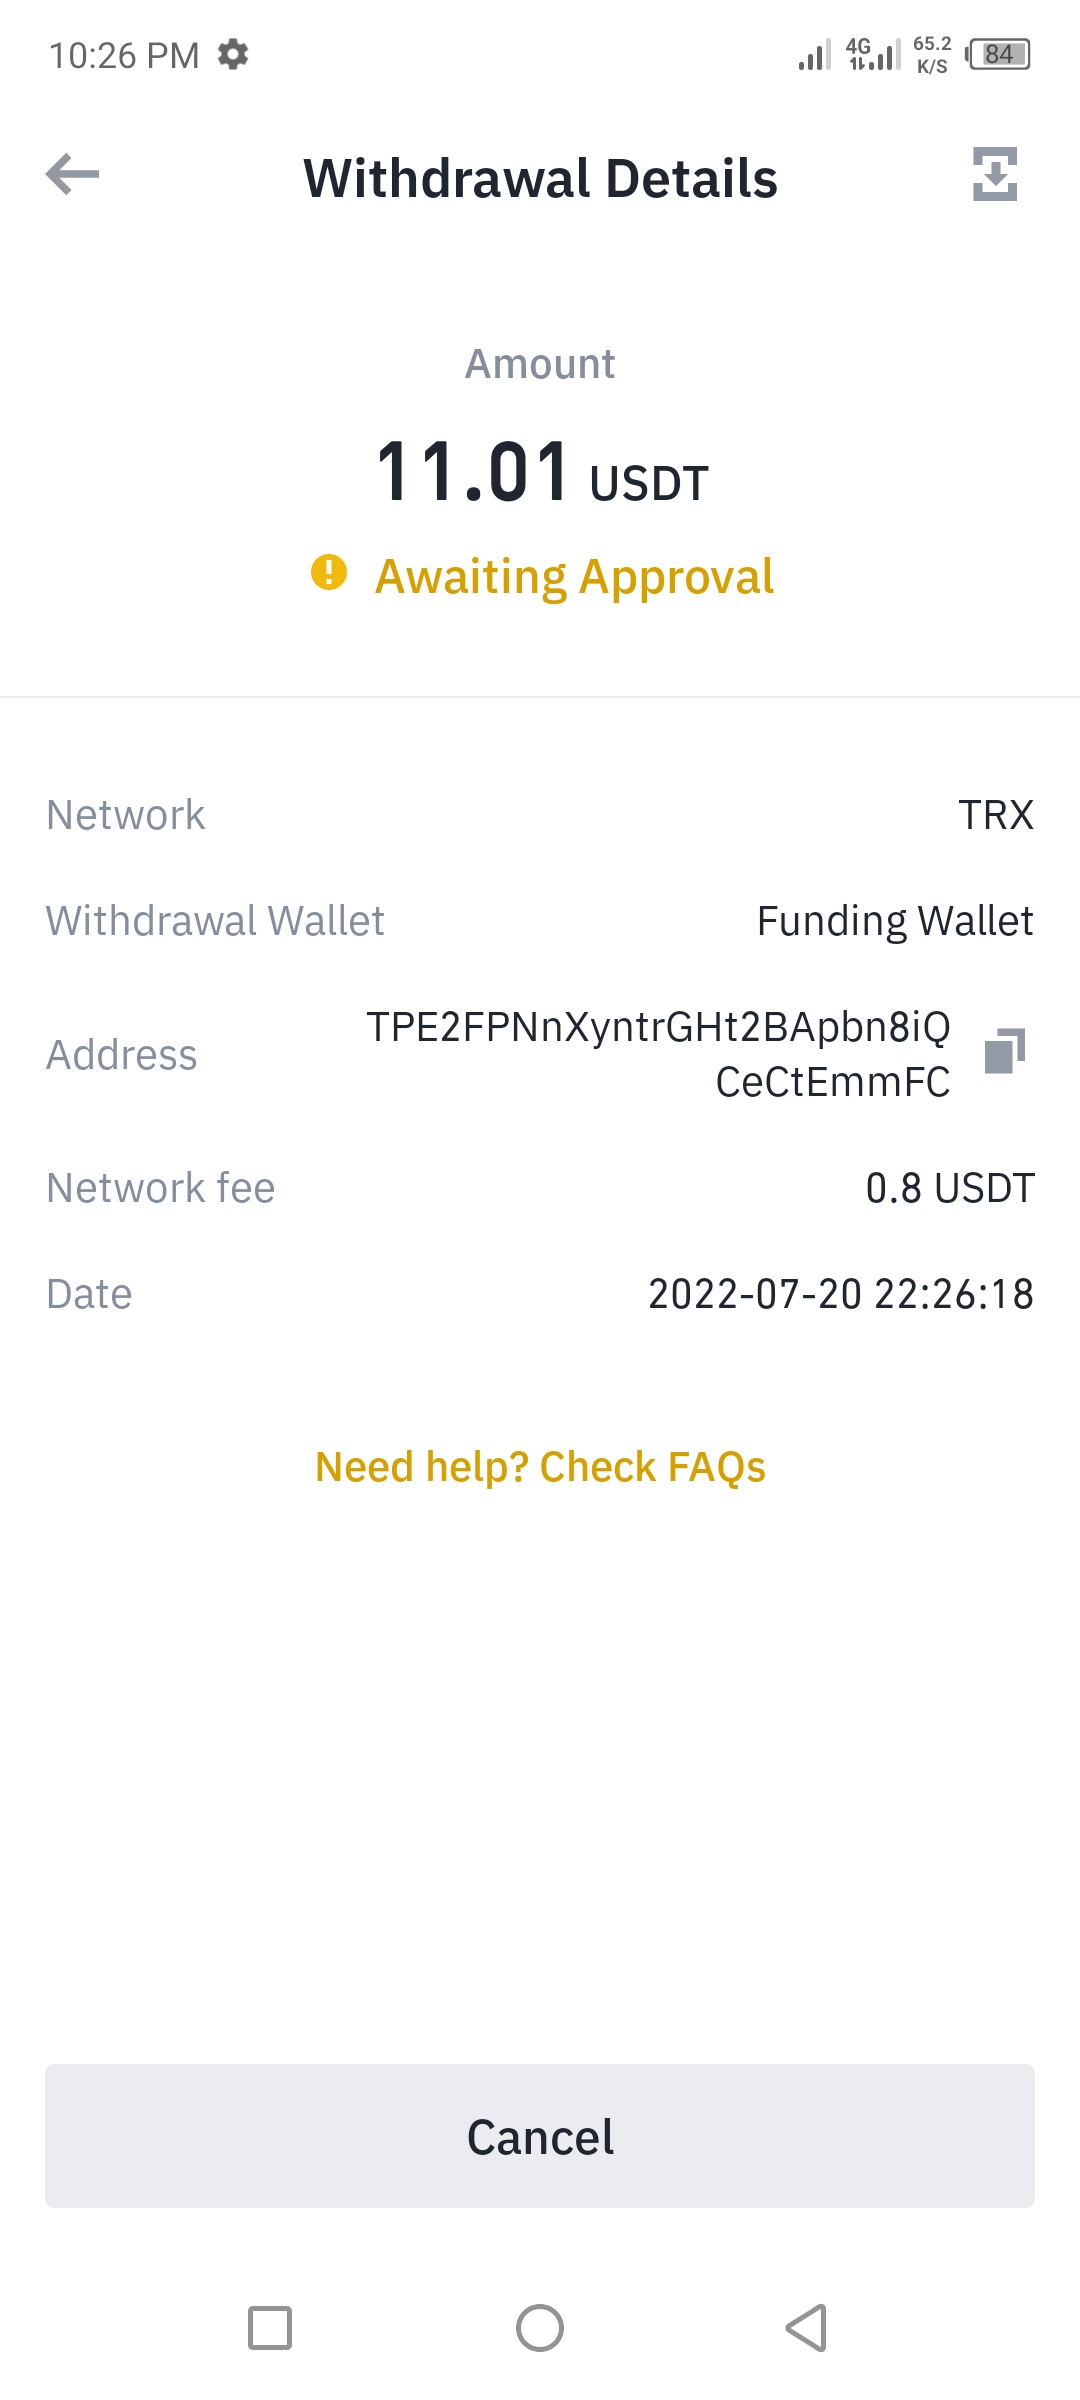 10:26 PM
4G
65.2
K/S
84
Withdrawal Details
Amount
11.01 USDT
Awaiting Approval
Network TRX
Withdrawal Wallet Funding Wallet
Address TPE2FPNnXyntrGHt2BApbn8iQ
CeCtEmmFC
Network fee 0.8 USDT
Date 2022-07-20 22:26:18
Need help? Check FAQs
Cancel